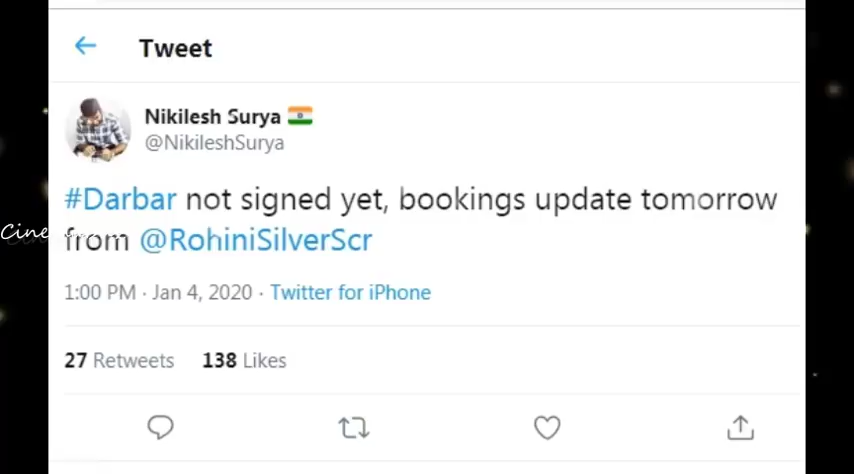 Tweet
Nikilesh Surya
@NikileshSurya
#Darbar not signed yet, bookings update tomorrow
from @RohiniSilverScr
Cine
1:00 PM · Jan 4, 2020 · Twitter for iPhone
27 Retweets 138 Likes